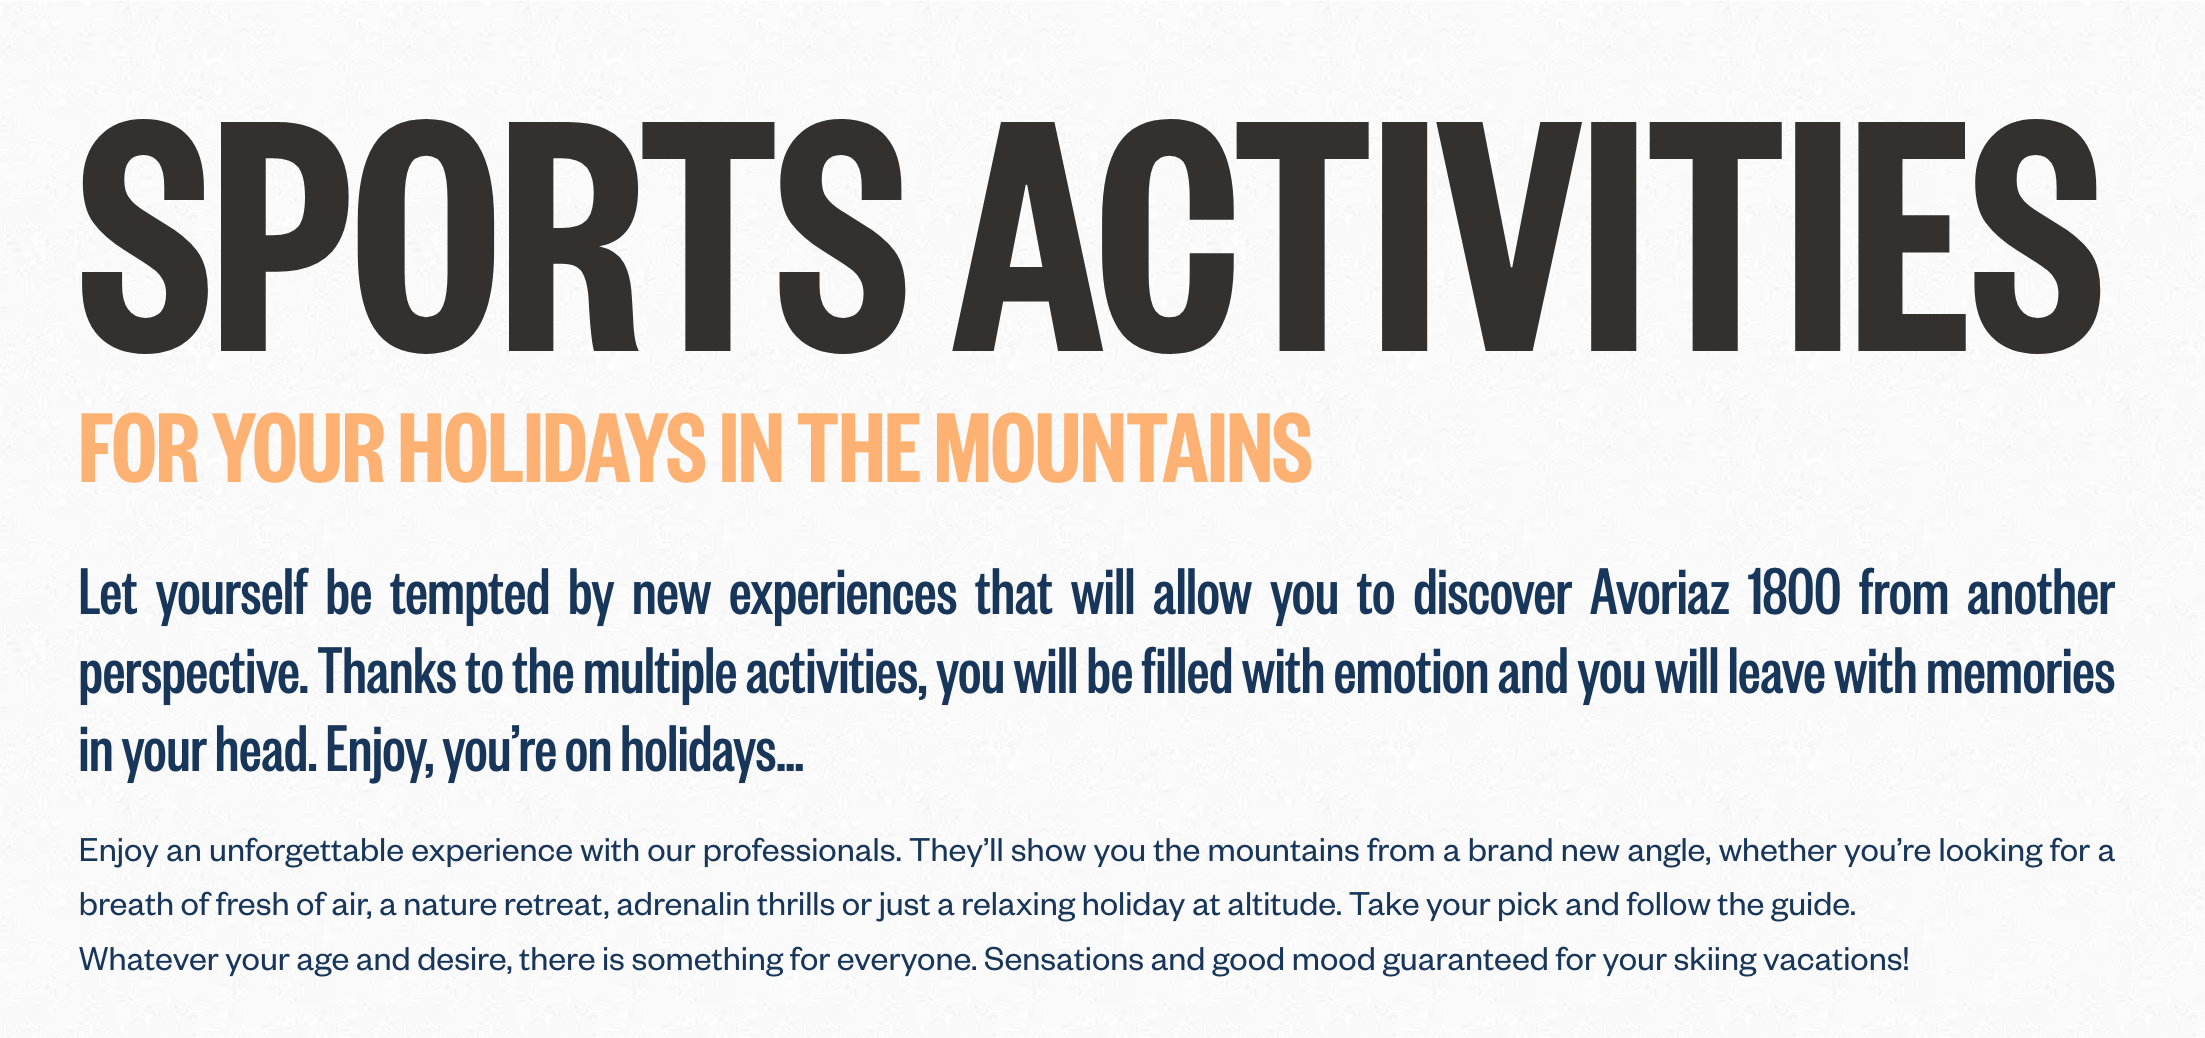 SPORTS ACTIVITIES
FOR YOUR HOLIDAYS IN THE MOUNTAINS
Let yourself be tempted by new experiences that will allow you to discover Avoriaz 1800 from another
perspective. Thanks to the multiple activities, you will be filled with emotion and you will leave with memories
in your head. Enjoy, you’re on holidays...
Enjoy an unforgettable experience with our professionals. They’ll show you the mountains from a brand new angle, whether you’re looking for a
breath of fresh of air, a nature retreat, adrenalin thrills or just a relaxing holiday at altitude. Take your pick and follow the guide.
Whatever your age and desire, there is something for everyone. Sensations and good mood guaranteed for your skiing vacations!